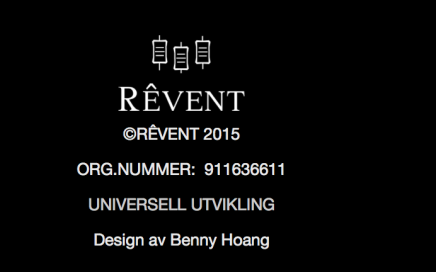 RÊVENT
©RÊVENT 2015
ORG.NUMMER: 911636611
UNIVERSELL UTVIKLING
Design av Benny Hoang